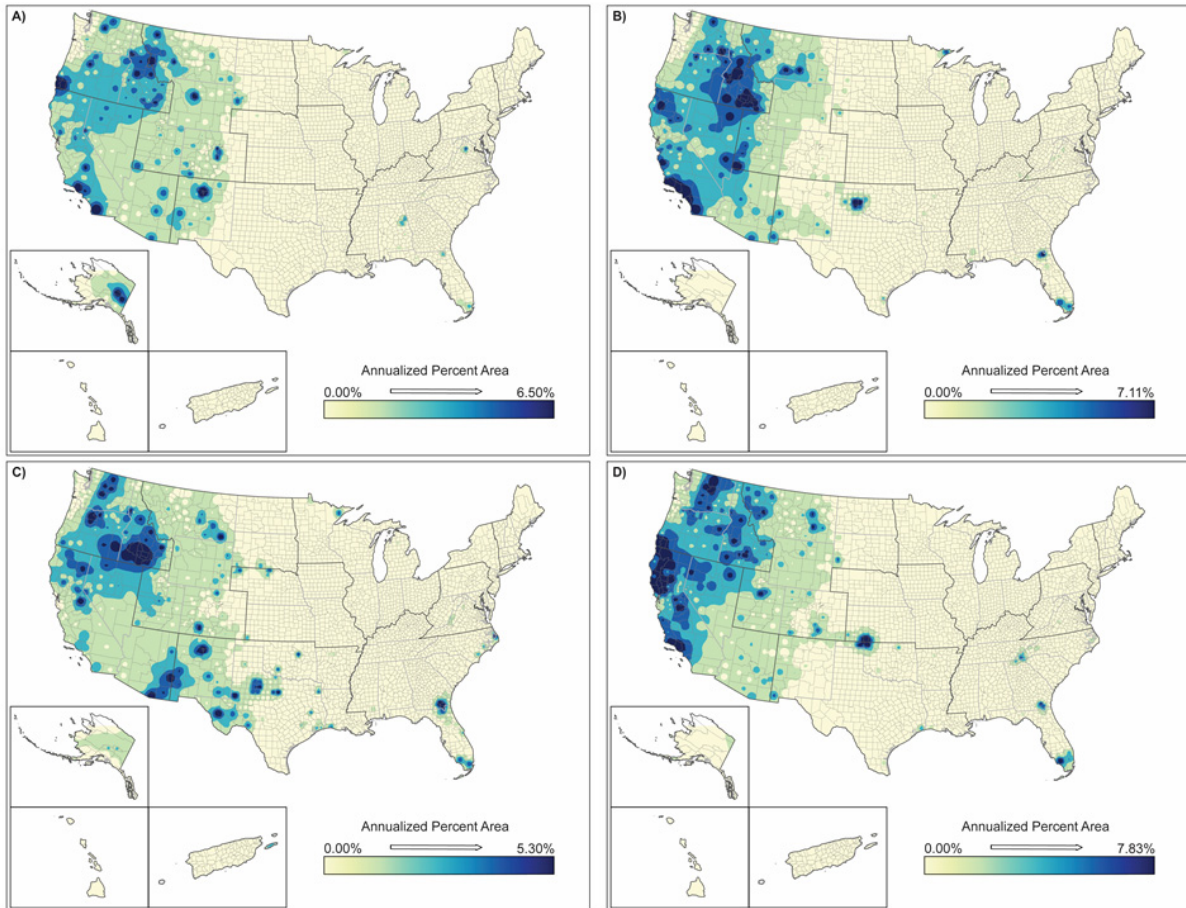 A)
Annualized Percent Area
0.00% 6.50%
B)
Annualized Percent Area
0.00% 7.11%
C)
Annualized Percent Area
0.00% 5.30%
D)
Annualized Percent Area
0.00% 7.83%